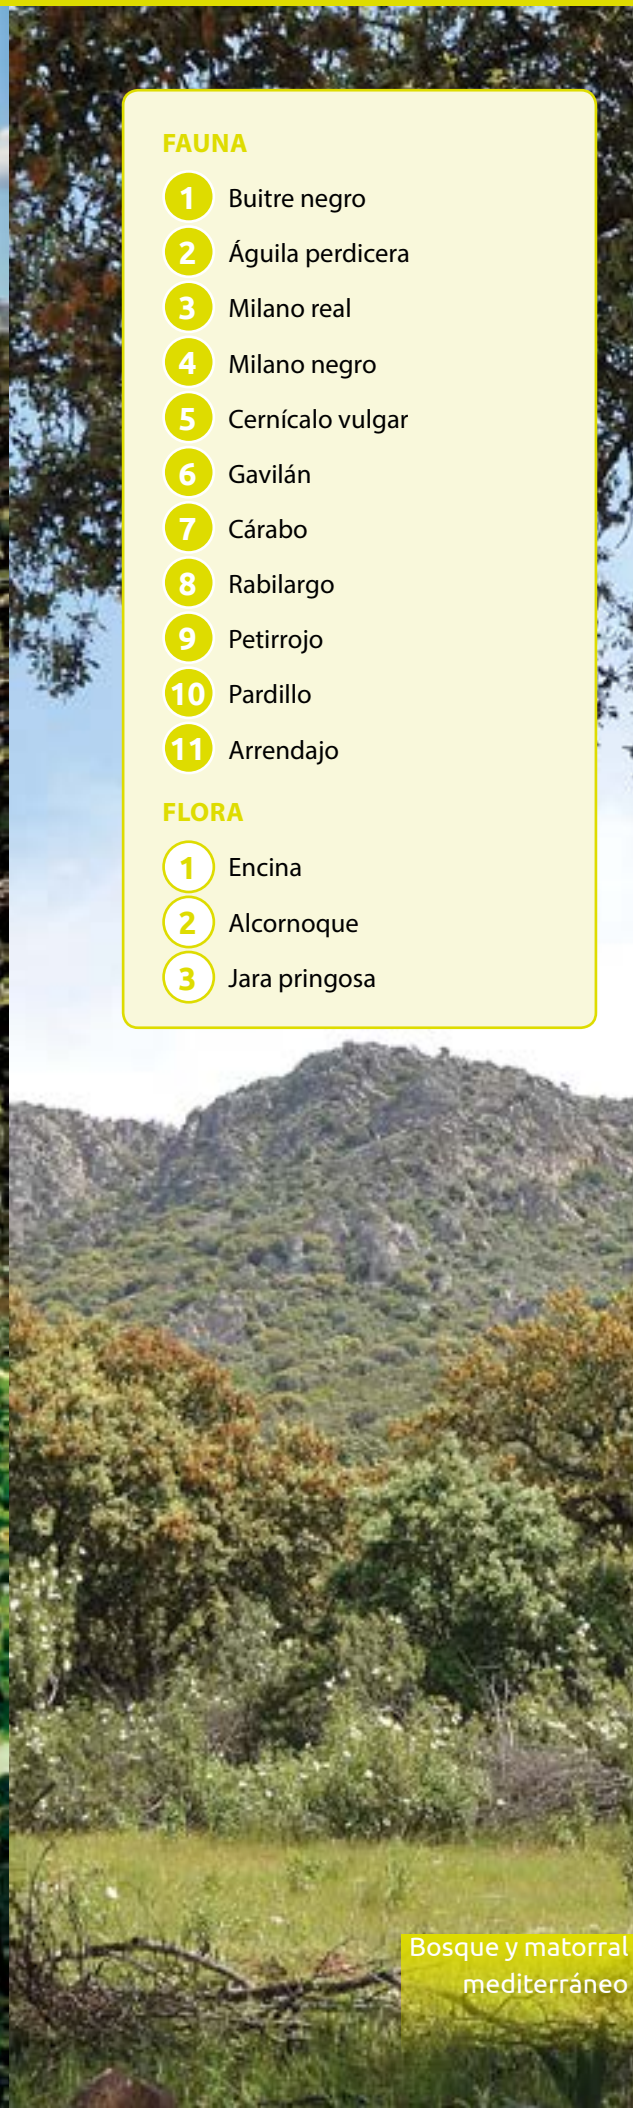 FAUNA
1 Buitre negro
2 Águila perdicera
3 Milano real
4 Milano negro
5 Cernícalo vulgar
6 Gavilán
7 Cárabo
8 Rabilargo
9 Petirrojo
10 Pardillo
11 Arrendajo
FLORA
1 Encina
2 Alcornoque
3 Jara pringosa
Bosque y matorral
mediterráneo